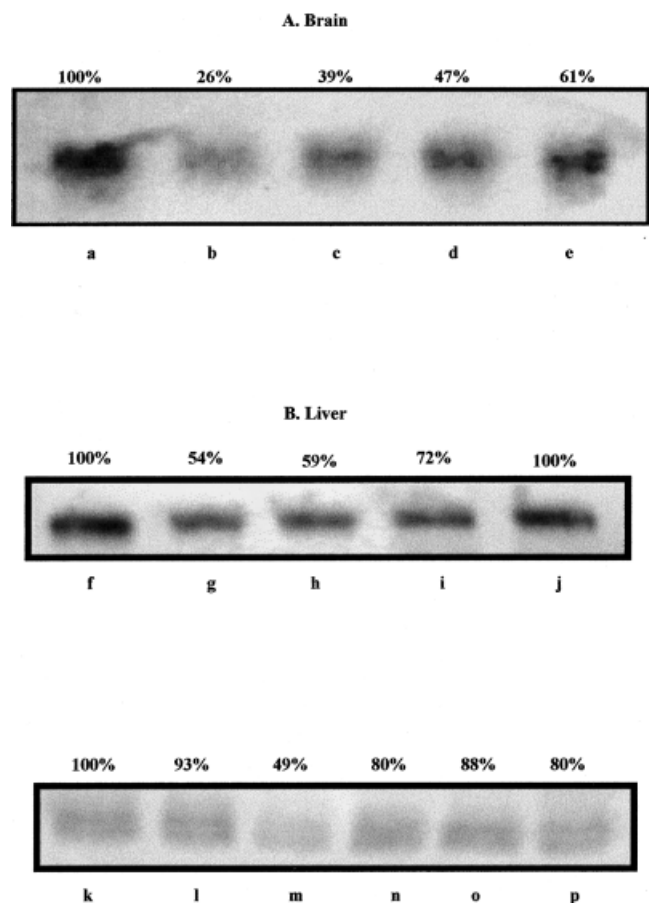 A. Brain
100% 26% 39% 47% 61%
a b c d e
B. Liver
100% 54% 59% 72% 100%
f g h i j
100% 93% 49% 80% 88% 80%
k l m n o p